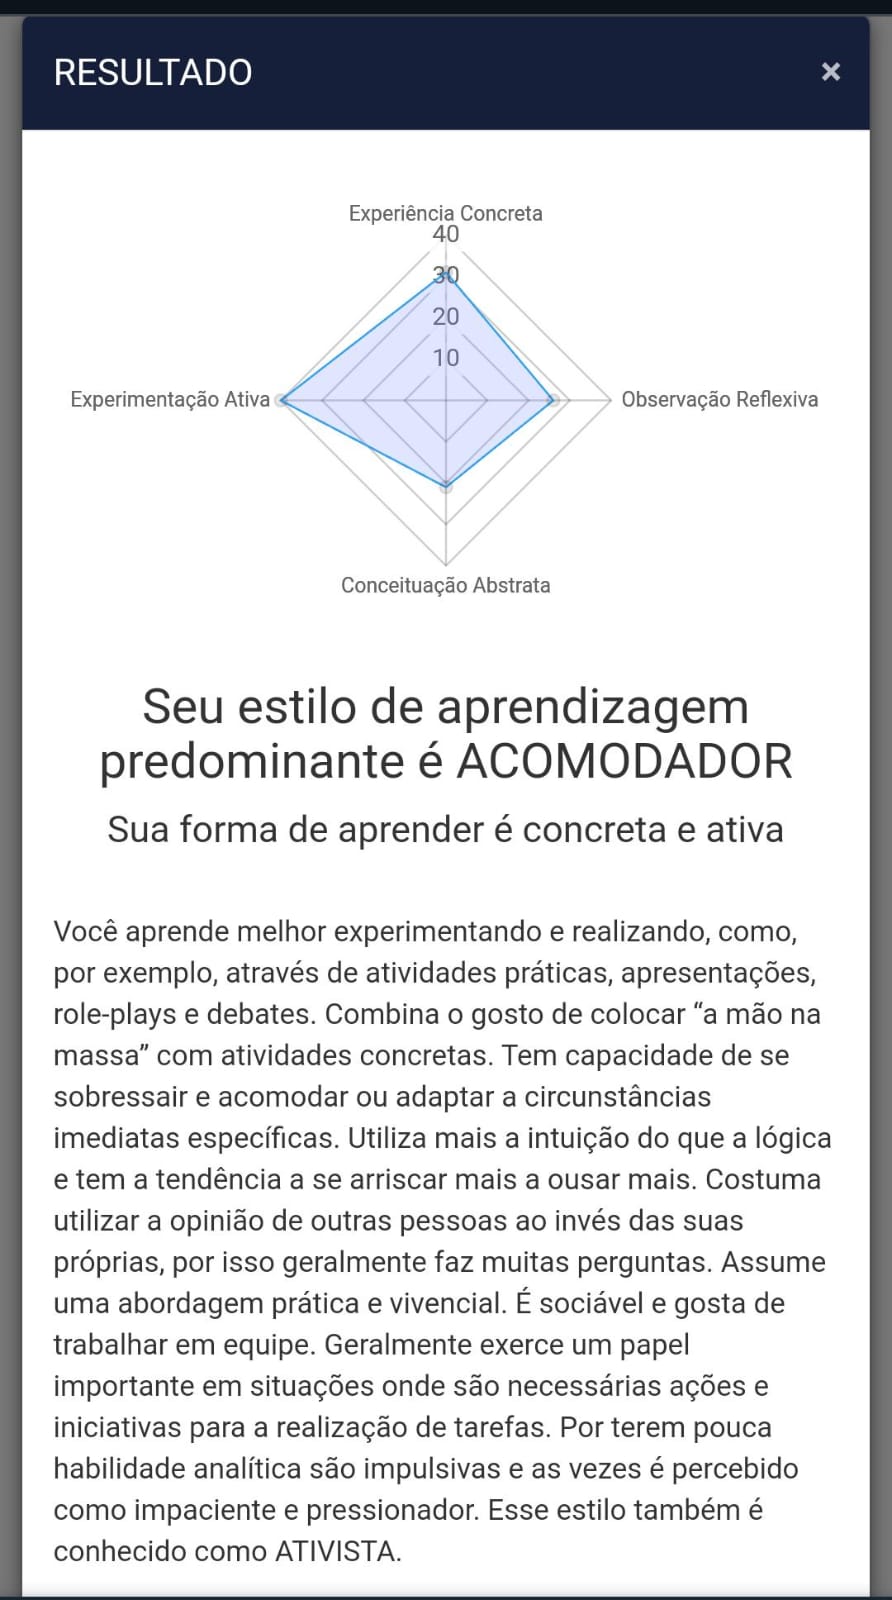 RESULTADO
×
Experiência Concreta
40
30
20
10
Experimentação Ativa
Observação Reflexiva
Conceituação Abstrata
Seu estilo de aprendizagem
predominante é ACOMODADOR
Sua forma de aprender é concreta e ativa
Você aprende melhor experimentando e realizando, como,
por exemplo, através de atividades práticas, apresentações,
role-plays e debates. Combina o gosto de colocar “a mão na
massa” com atividades concretas. Tem capacidade de se
sobressair e acomodar ou adaptar a circunstâncias
imediatas específicas. Utiliza mais a intuição do que a lógica
e tem a tendência a se arriscar mais a ousar mais. Costuma
utilizar a opinião de outras pessoas ao invés das suas
próprias, por isso geralmente faz muitas perguntas. Assume
uma abordagem prática e vivencial. É sociável e gosta de
trabalhar em equipe. Geralmente exerce um papel
importante em situações onde são necessárias ações e
iniciativas para a realização de tarefas. Por terem pouca
habilidade analítica são impulsivas e as vezes é percebido
como impaciente e pressionador. Esse estilo também é
conhecido como ATIVISTA.